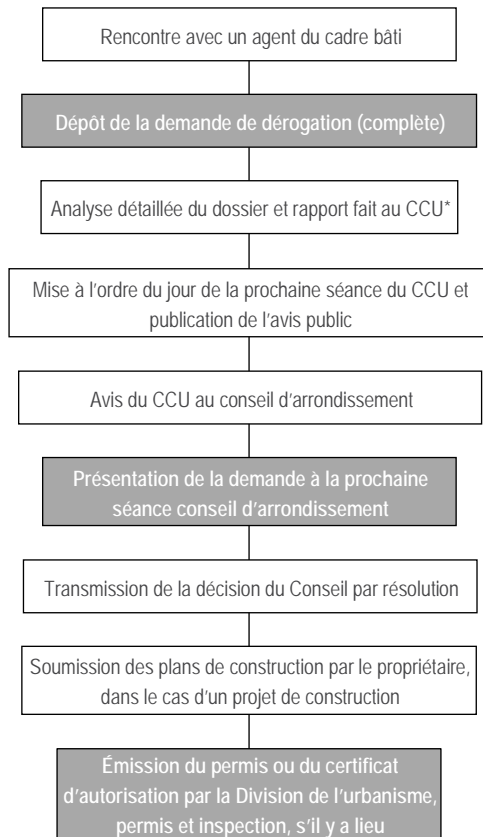 Rencontre avec un agent du cadre bâti
Dépôt de la demande de dérogation (complète)
Analyse détaillée du dossier et rapport fait au CCU*
Mise à l'ordre du jour de la prochaine séance du CCU et
publication de l'avis public
Avis du CCU au conseil d'arrondissement
Présentation de la demande à la prochaine
séance conseil d'arrondissement
Transmission de la décision du Conseil par résolution
Soumission des plans de construction par le propriétaire,
dans le cas d'un projet de construction
Émission du permis ou du certificat
d'autorisation par la Division de l'urbanisme,
permis et inspection, s'il y a lieu